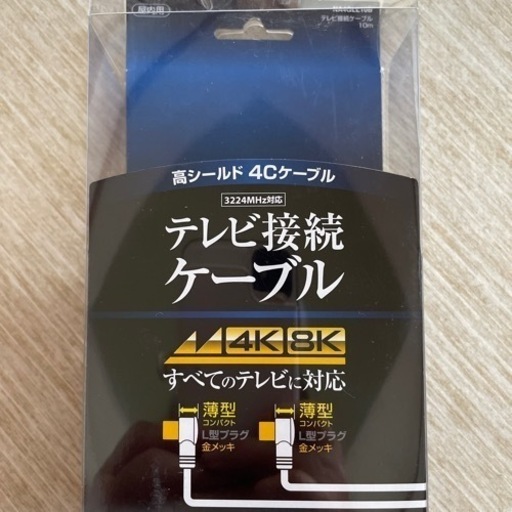 屋内用
テレビ接続ケーブル
10m
高シールド 4Cケーブル
3224MHz対応
テレビ接続
ケーブル
4K 8K
すべてのテレビに対応
薄型
コンパクト
L型プラグ
金メッキ
薄型
コンパクト
L型プラグ
金メッキ